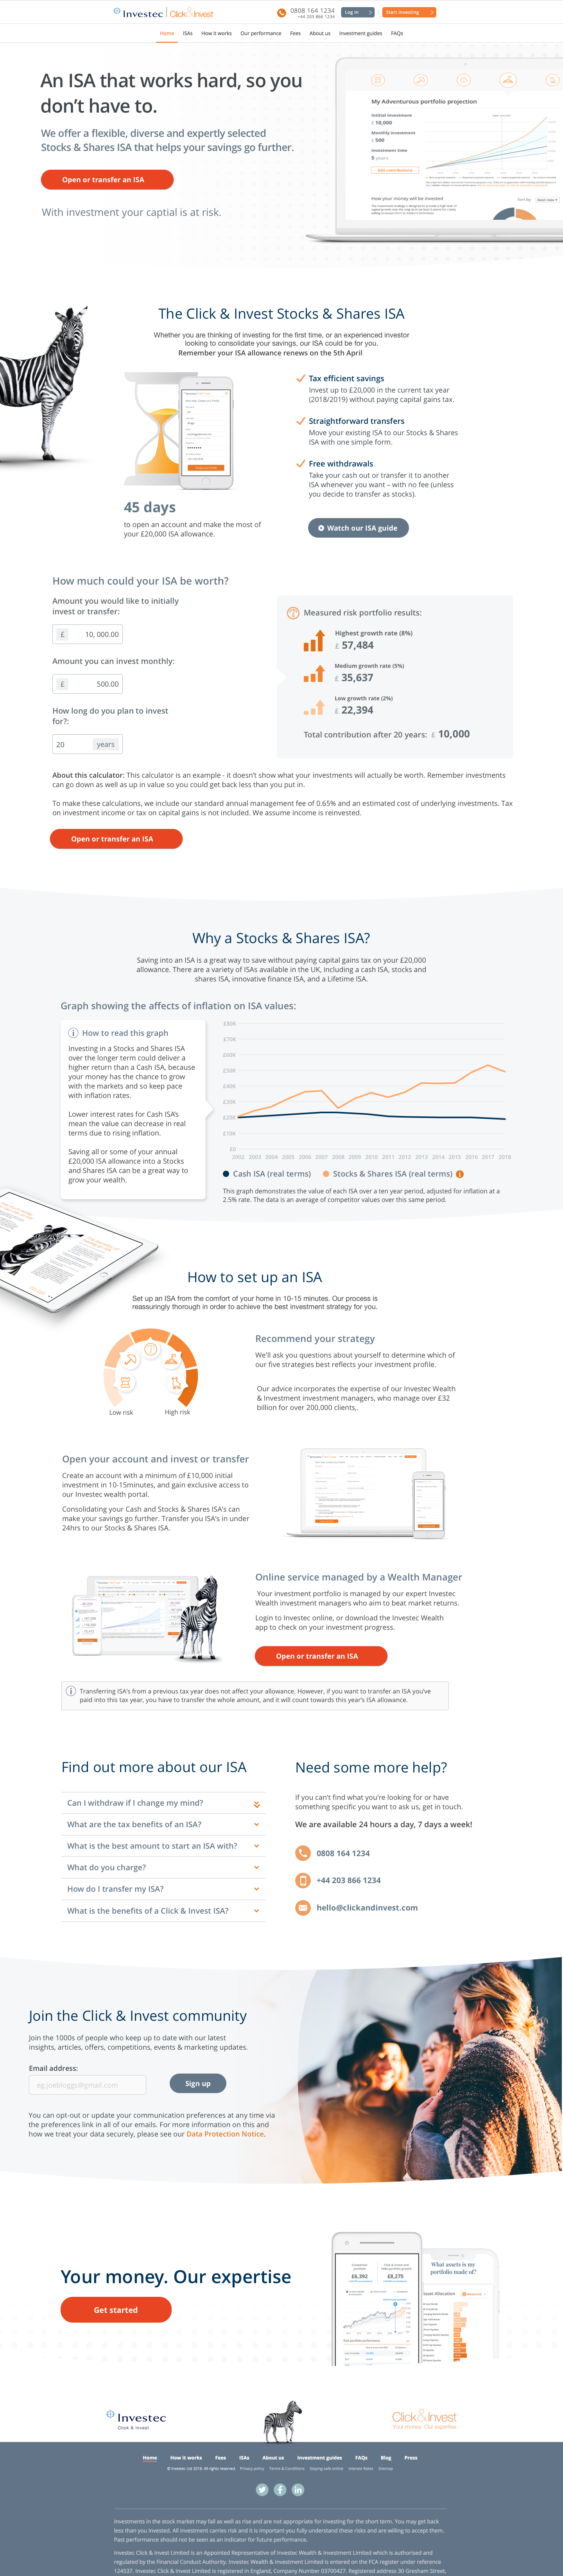 Investec | Click&Invest
0808 164 1234
+44 203 866 1234
Log in
Start investing
Home ISAs How it works Our performance Fees About us Investment guides FAQs
An ISA that works hard, so you
don't have to.
We offer a flexible, diverse and expertly selected
Stocks & Shares ISA that helps your savings go further.
Open or transfer an ISA
With investment your captial is at risk.
My Adventurous portfolio projection
Initial investment
£ 10,000
Monthly investment
£ 500
Investment time
5 years
Edit contributions
How your money will be invested
Sort by:
The Click & Invest Stocks & Shares ISA
Whether you are thinking of investing for the first time, or an experienced investor
looking to consolidate your savings, our ISA could be for you.
Remember your ISA allowance renews on the 5th April
45 days
to open an account and make the most of
your £20,000 ISA allowance.
Tax efficient savings
Invest up to £20,000 in the current tax year
(2018/2019) without paying capital gains tax.
Straightforward transfers
Move your existing ISA to our Stocks & Shares
ISA with one simple form.
Free withdrawals
Take your cash out or transfer it to another
ISA whenever you want – with no fee (unless
you decide to transfer as stocks).
Watch our ISA guide
How much could your ISA be worth?
Amount you would like to initially
invest or transfer:
£ 10, 000.00
Amount you can invest monthly:
£ 500.00
How long do you plan to invest
for?:
20 years
Measured risk portfolio results:
Highest growth rate (8%)
£ 57,484
Medium growth rate (5%)
£ 35,637
Low growth rate (2%)
£ 22,394
Total contribution after 20 years: £ 10,000
About this calculator: This calculator is an example - it doesn't show what your investments will actually be worth. Remember investments
can go down as well as up in value so you could get back less than you put in.
To make these calculations, we include our standard annual management fee of 0.65% and an estimated cost of underlying investments. Tax
on investment income or tax on capital gains is not included. We assume income is reinvested.
Open or transfer an ISA
Why a Stocks & Shares ISA?
Saving into an ISA is a great way to save without paying capital gains tax on your £20,000
allowance. There are a variety of ISAs available in the UK, including a cash ISA, stocks and
shares ISA, innovative finance ISA, and a Lifetime ISA.
Graph showing the affects of inflation on ISA values:
How to read this graph
Investing in a Stocks and Shares ISA
over the longer term could deliver a
higher return than a Cash ISA, because
your money has the chance to grow
with the markets and so keep pace
with inflation rates.
Lower interest rates for Cash ISA's
mean the value can decrease in real
terms due to rising inflation.
Saving all or some of your annual
£20,000 ISA allowance into a Stocks
and Shares ISA can be a great way to
grow your wealth.
£80K
£70K
£60K
£50K
£40K
£30K
£20K
£10K
£0
2002 2003 2004 2005 2006 2007 2008 2009 2010 2011 2012 2013 2014 2015 2016 2017 2018
Cash ISA (real terms) Stocks & Shares ISA (real terms)
This graph demonstrates the value of each ISA over a ten year period, adjusted for inflation at a
2.5% rate. The data is an average of competitor values over this same period.
How to set up an ISA
Set up an ISA from the comfort of your home in 10-15 minutes. Our process is
reassuringly thorough in order to achieve the best investment strategy for you.
Low risk High risk
Recommend your strategy
We'll ask you questions about yourself to determine which of
our five strategies best reflects your investment profile.
Our advice incorporates the expertise of our Investec Wealth
& Investment investment managers, who manage over £32
billion for over 200,000 clients,.
Open your account and invest or transfer
Create an account with a minimum of £10,000 initial
investment in 10-15minutes, and gain exclusive access to
our Investec wealth portal.
Consolidating your Cash and Stocks & Shares ISA's can
make your savings go further. Transfer you ISA's in under
24hrs to our Stocks & Shares ISA.
Online service managed by a Wealth Manager
Your investment portfolio is managed by our expert Investec
Wealth investment managers who aim to beat market returns.
Login to Investec online, or download the Investec Wealth
app to check on your investment progress.
Open or transfer an ISA
Transferring ISA's from a previous tax year does not affect your allowance. However, if you want to transfer an ISA you've
paid into this tax year, you have to transfer the whole amount, and it will count towards this year's ISA allowance.
Find out more about our ISA
Can I withdraw if I change my mind?
What are the tax benefits of an ISA?
What is the best amount to start an ISA with?
What do you charge?
How do I transfer my ISA?
What is the benefits of a Click & Invest ISA?
Need some more help?
If you can't find what you're looking for or have
something specific you want to ask us, get in touch.
We are available 24 hours a day, 7 days a week!
0808 164 1234
+44 203 866 1234
hello@clickandinvest.com
Join the Click & Invest community
Join the 1000s of people who keep up to date with our latest
insights, articles, offers, competitions, events & marketing updates.
Email address:
eg.joebloggs@gmail.com
Sign up
You can opt-out or update your communication preferences at any time via
the preferences link in all of our emails. For more information on this and
how we treat your data securely, please see our Data Protection Notice.
Your money. Our expertise
Get started
£6,392 £8,275
What assets is my
portfolio made of?
Asset Allocation
Investec
Click & Invest
Click&Invest
Your money. Our expertise
Home How it works Fees ISAs About us Investment guides FAQs Blog Press
© Investec Ltd 2018. All rights reserved. Privacy policy Terms & Conditions Staying safe online Interest Rates Sitemap
Investments in the stock market may fall as well as rise and are not appropriate for investing for the short term. You may get back
less than you invested. All investment carries risk and it is important you fully understand these risks and are willing to accept them.
Past performance should not be seen as an indicator for future performance.
Investec Click & Invest Limited is an Appointed Representative of Investec Wealth & Investment Limited which is authorised and
regulated by the Financial Conduct Authority. Investec Wealth & Investment Limited is entered on the FCA register under reference
124537. Investec Click & Invest Limited is registered in England, Company Number 03700427. Registered address 30 Gresham Street,